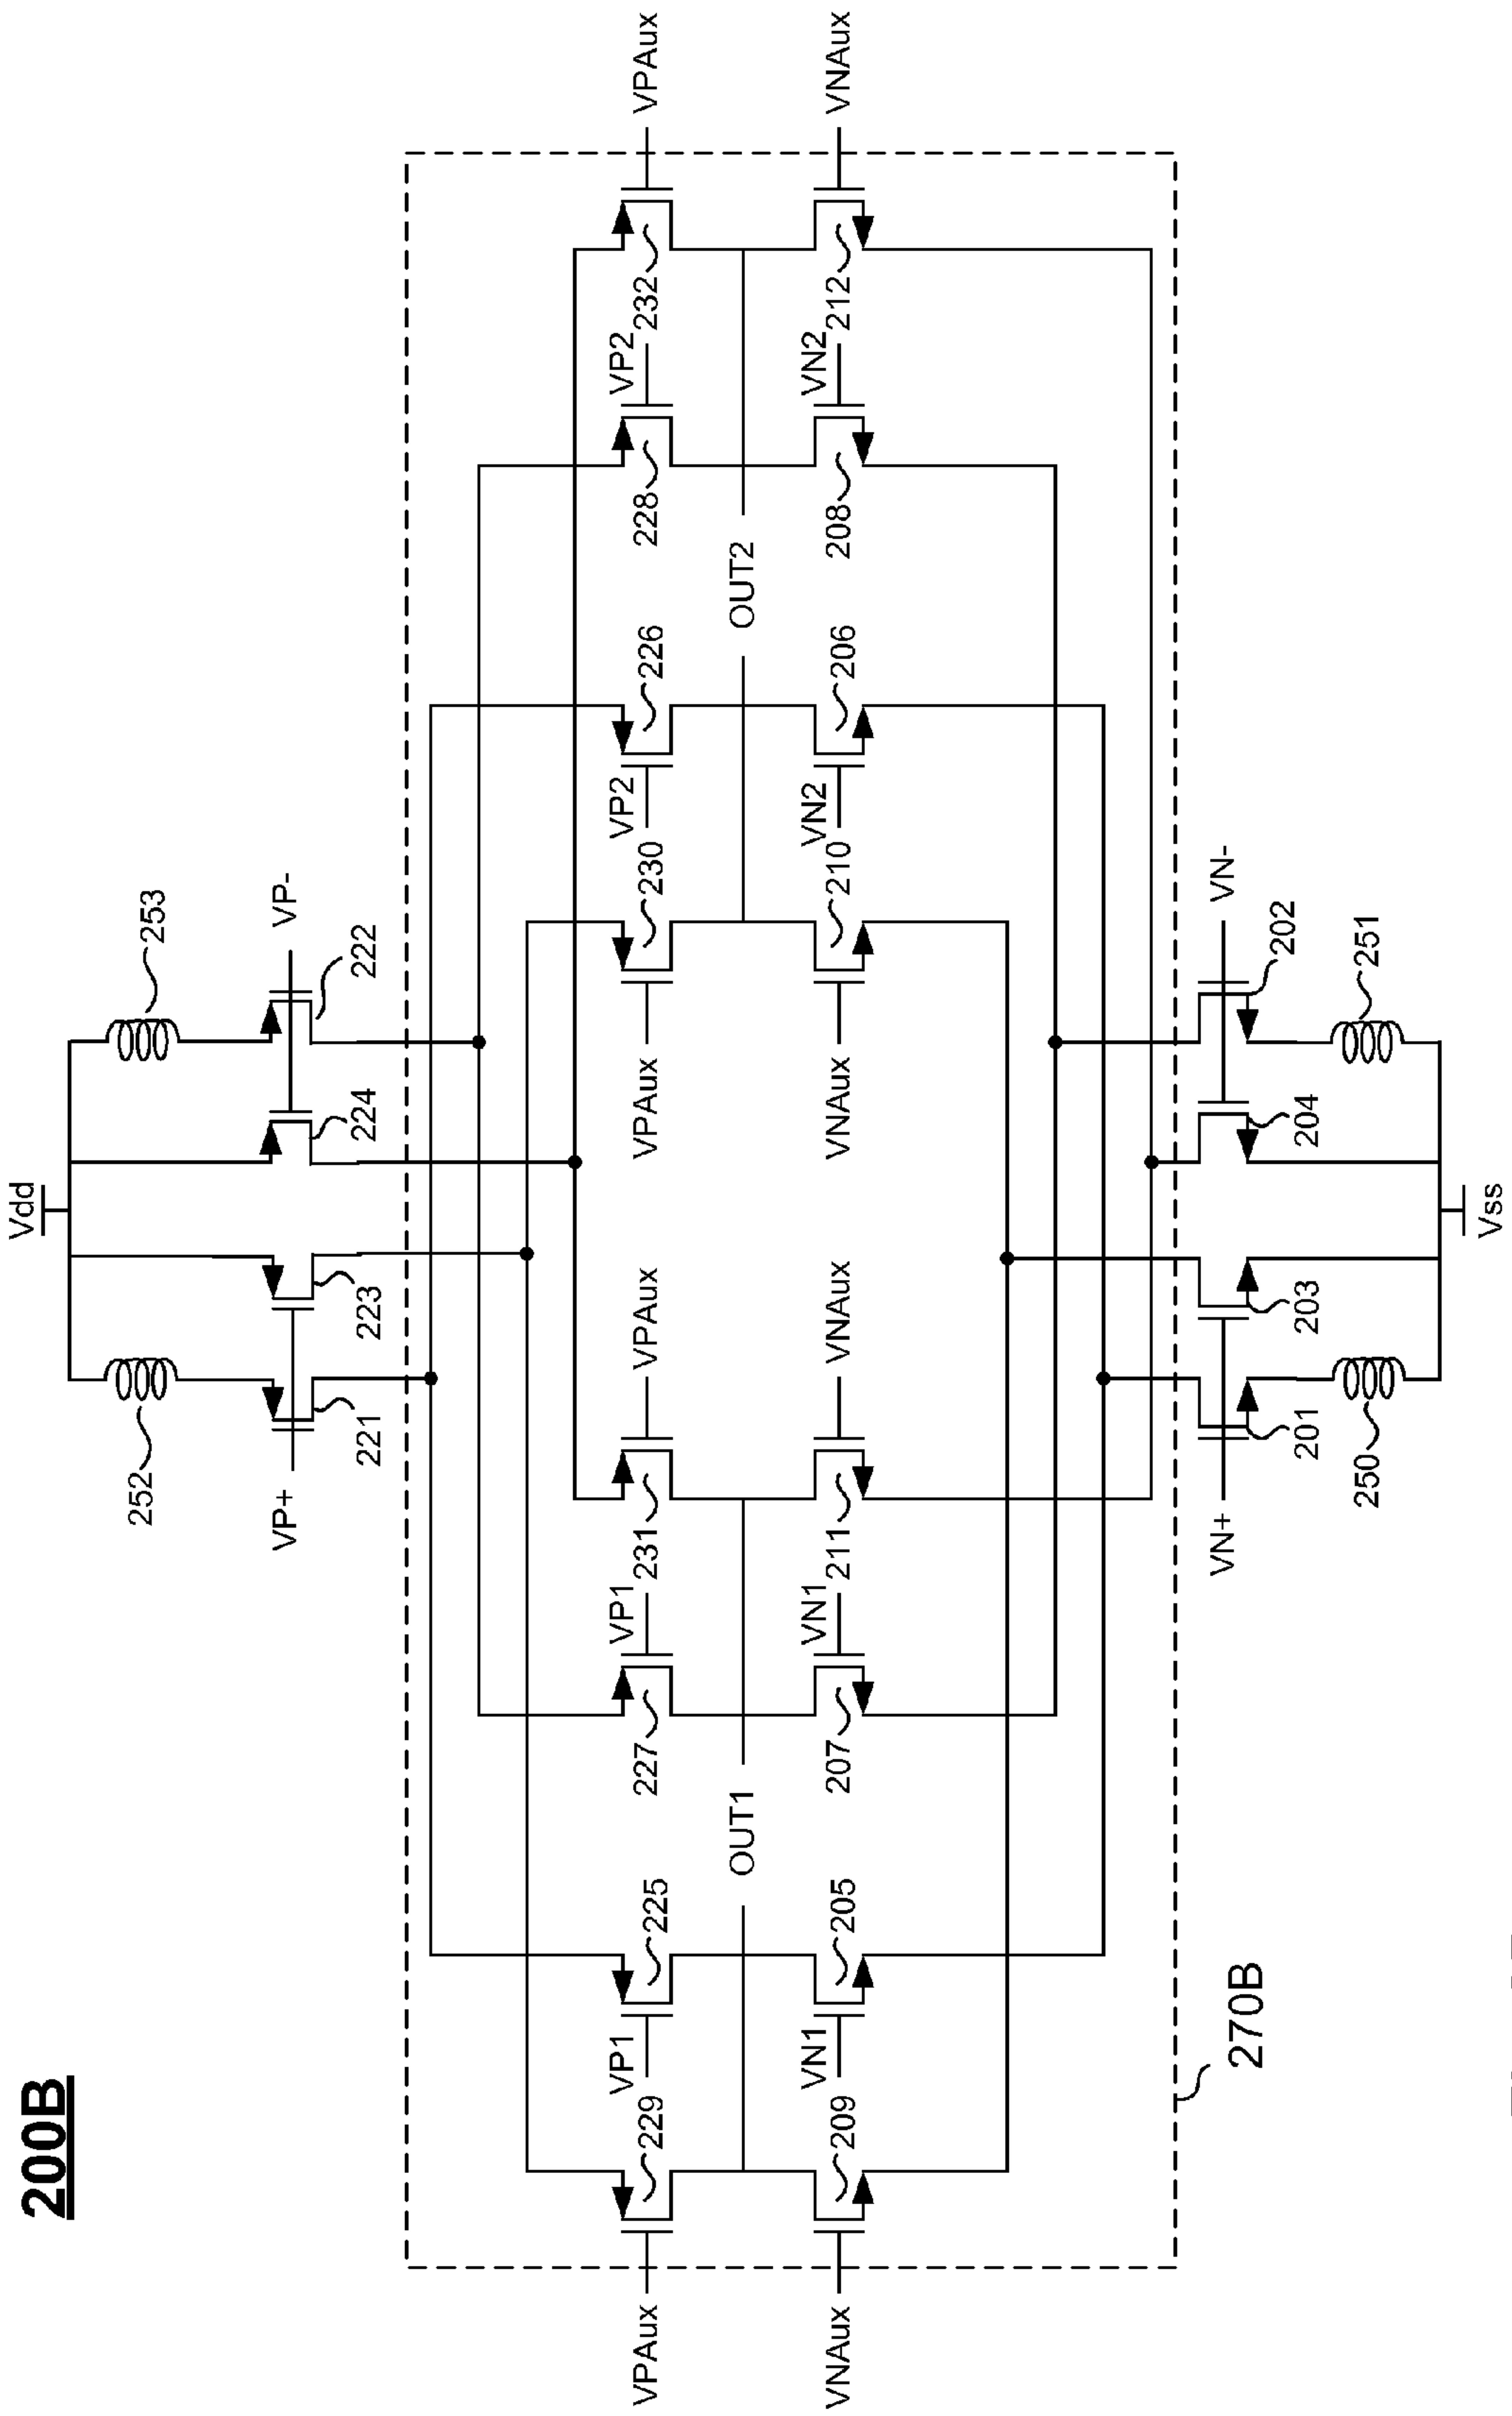 200B
Vdd
252
253
VP+
VP-
221
223
224
222
VPAux
229
VP1
225
227
VP1
231
VPAux
VPAux
230
VP2
226
228
VP2
232
VPAux
OUT1
OUT2
VNAux
209
VN1
205
207
VN1
211
VNAux
VNAux
210
VN2
206
208
VN2
212
VNAux
270B
VN+
VN-
201
203
204
202
250
251
Vss